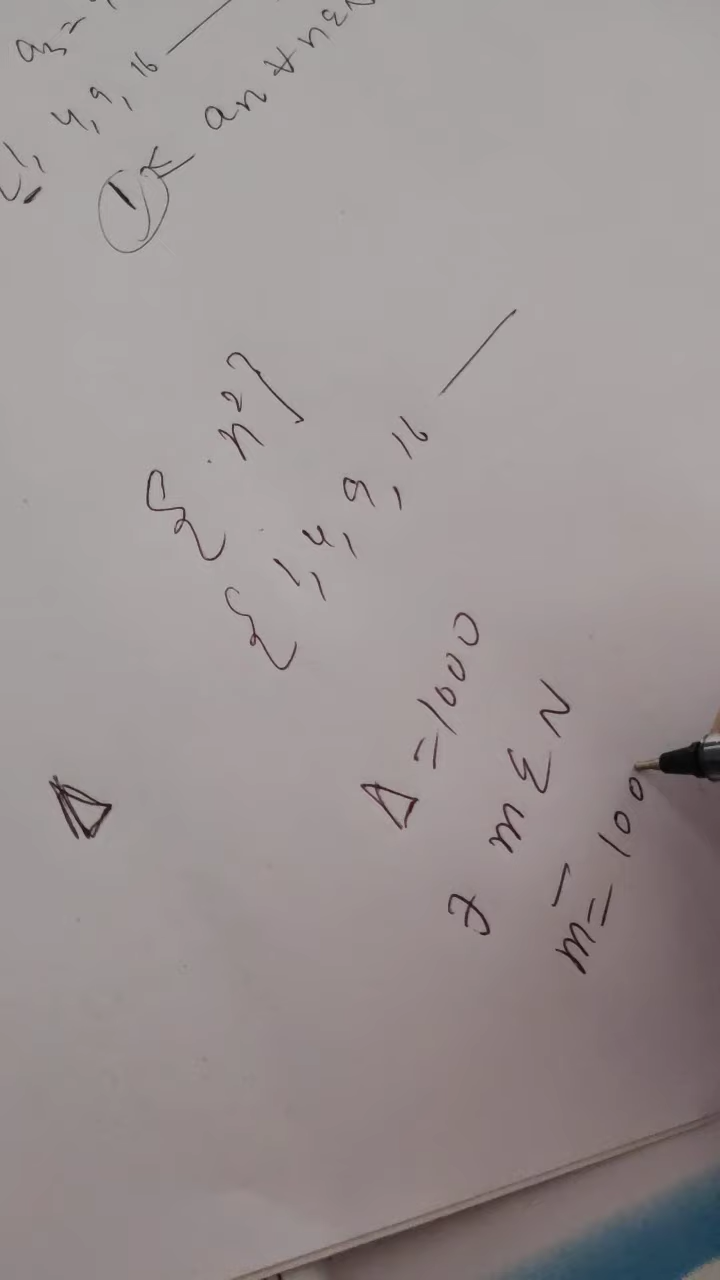 a₃ =
1, 4, 9, 16 —
1 ≤ an ∀ n ∈ N
{ n² }
{ 1, 4, 9, 16 —
Δ = 1000
∃ m ∈ N
m = 100